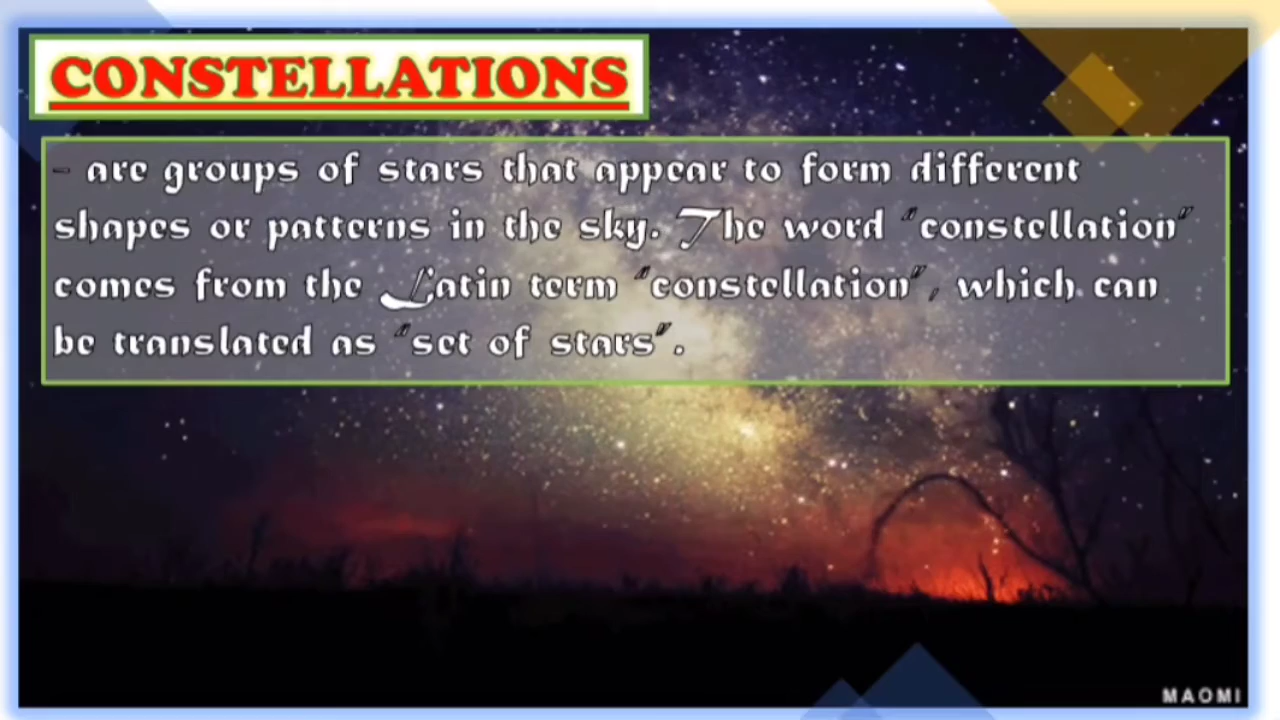 CONSTELLATIONS
- are groups of stars that appear to form different
shapes or patterns in the sky. The word “constellation”
comes from the Latin term “constellation”, which can
be translated as “set of stars”.
MAOMI